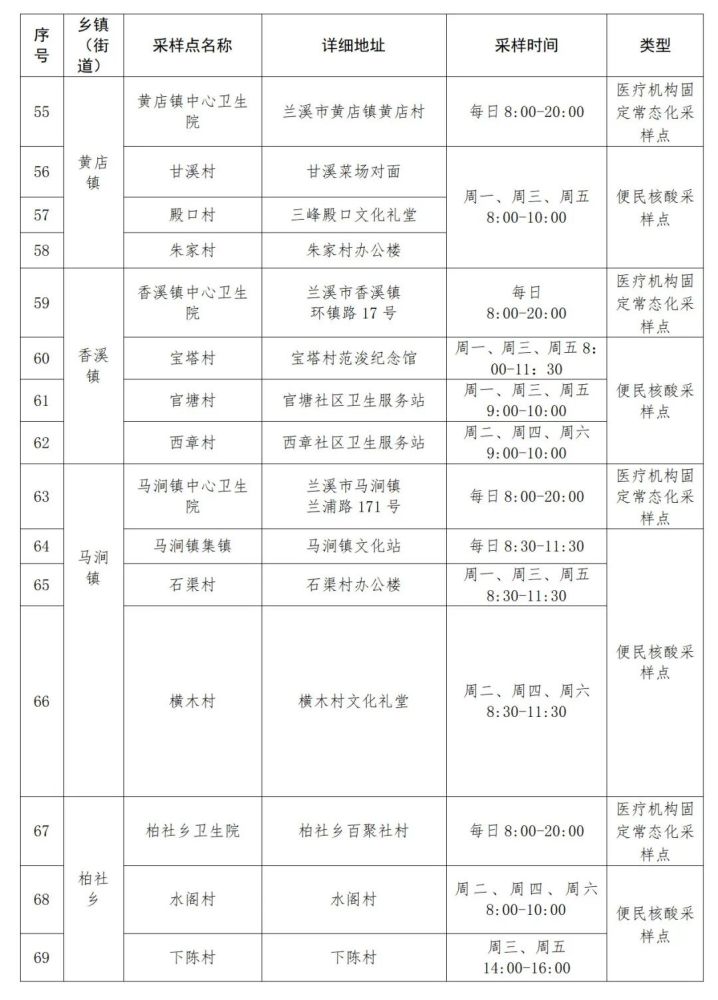 序号
乡镇（街道）
采样点名称
详细地址
采样时间
类型
55
黄店镇
黄店镇中心卫生院
兰溪市黄店镇黄店村
每日8:00-20:00
医疗机构固定常态化采样点
56
甘溪村
甘溪菜场对面
周一、周三、周五
8:00-10:00
便民核酸采样点
57
殿口村
三峰殿口文化礼堂
58
朱家村
朱家村办公楼
59
香溪镇
香溪镇中心卫生院
兰溪市香溪镇
环镇路17号
每日
8:00-20:00
医疗机构固定常态化采样点
60
宝塔村
宝塔村范浚纪念馆
周一、周三、周五8：
00-11：30
便民核酸采样点
61
官塘村
官塘社区卫生服务站
周一、周三、周五
9:00-10:00
62
西章村
西章社区卫生服务站
周二、周四、周六
9:00-10:00
63
马涧镇
马涧镇中心卫生院
兰溪市马涧镇
兰浦路171号
每日8:00-20:00
医疗机构固定常态化采样点
64
马涧镇集镇
马涧镇文化站
每日8:30-11:30
便民核酸采样点
65
石渠村
石渠村办公楼
周一、周三、周五
8:30-11:30
66
横木村
横木村文化礼堂
周二、周四、周六
8:30-11:30
67
柏社乡
柏社乡卫生院
柏社乡百聚社村
每日8:00-20:00
医疗机构固定常态化采样点
68
水阁村
水阁村
周二、周四、周六
8:00-10:00
便民核酸采样点
69
下陈村
下陈村
周三、周五
14:00-16:00